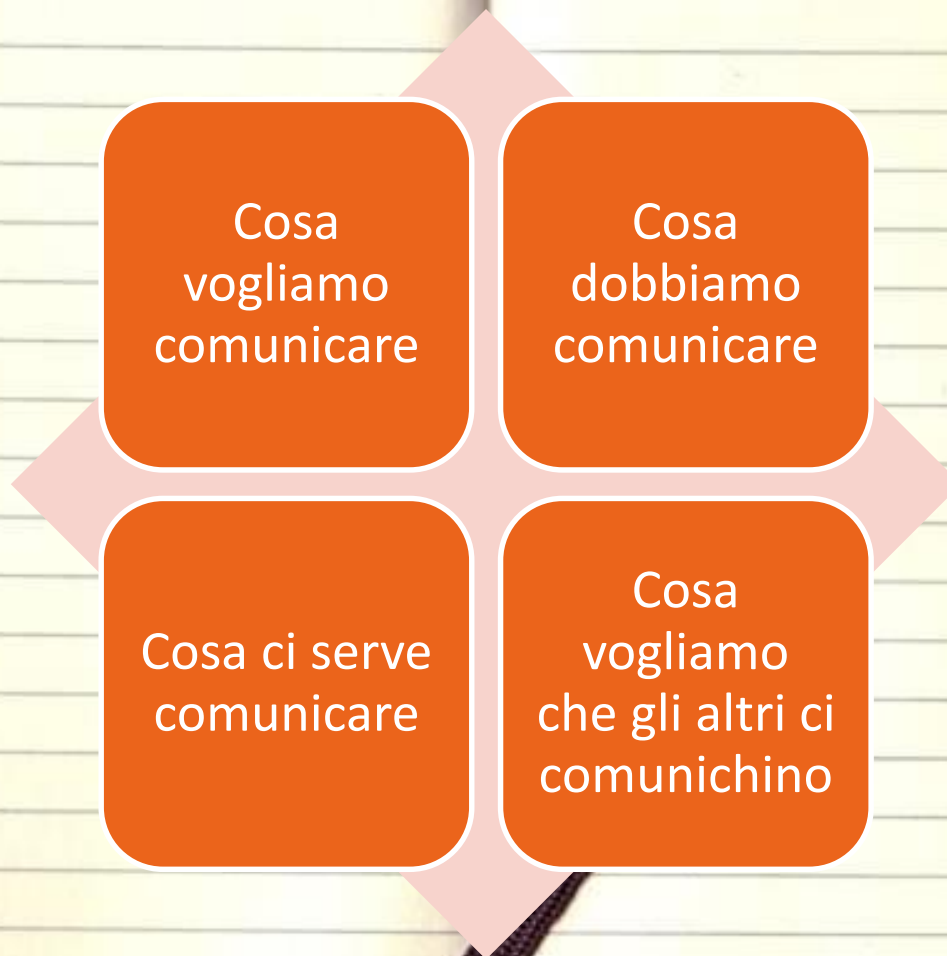 Cosa
vogliamo
comunicare
Cosa
dobbiamo
comunicare
Cosa ci serve
comunicare
Cosa
vogliamo
che gli altri ci
comunichino